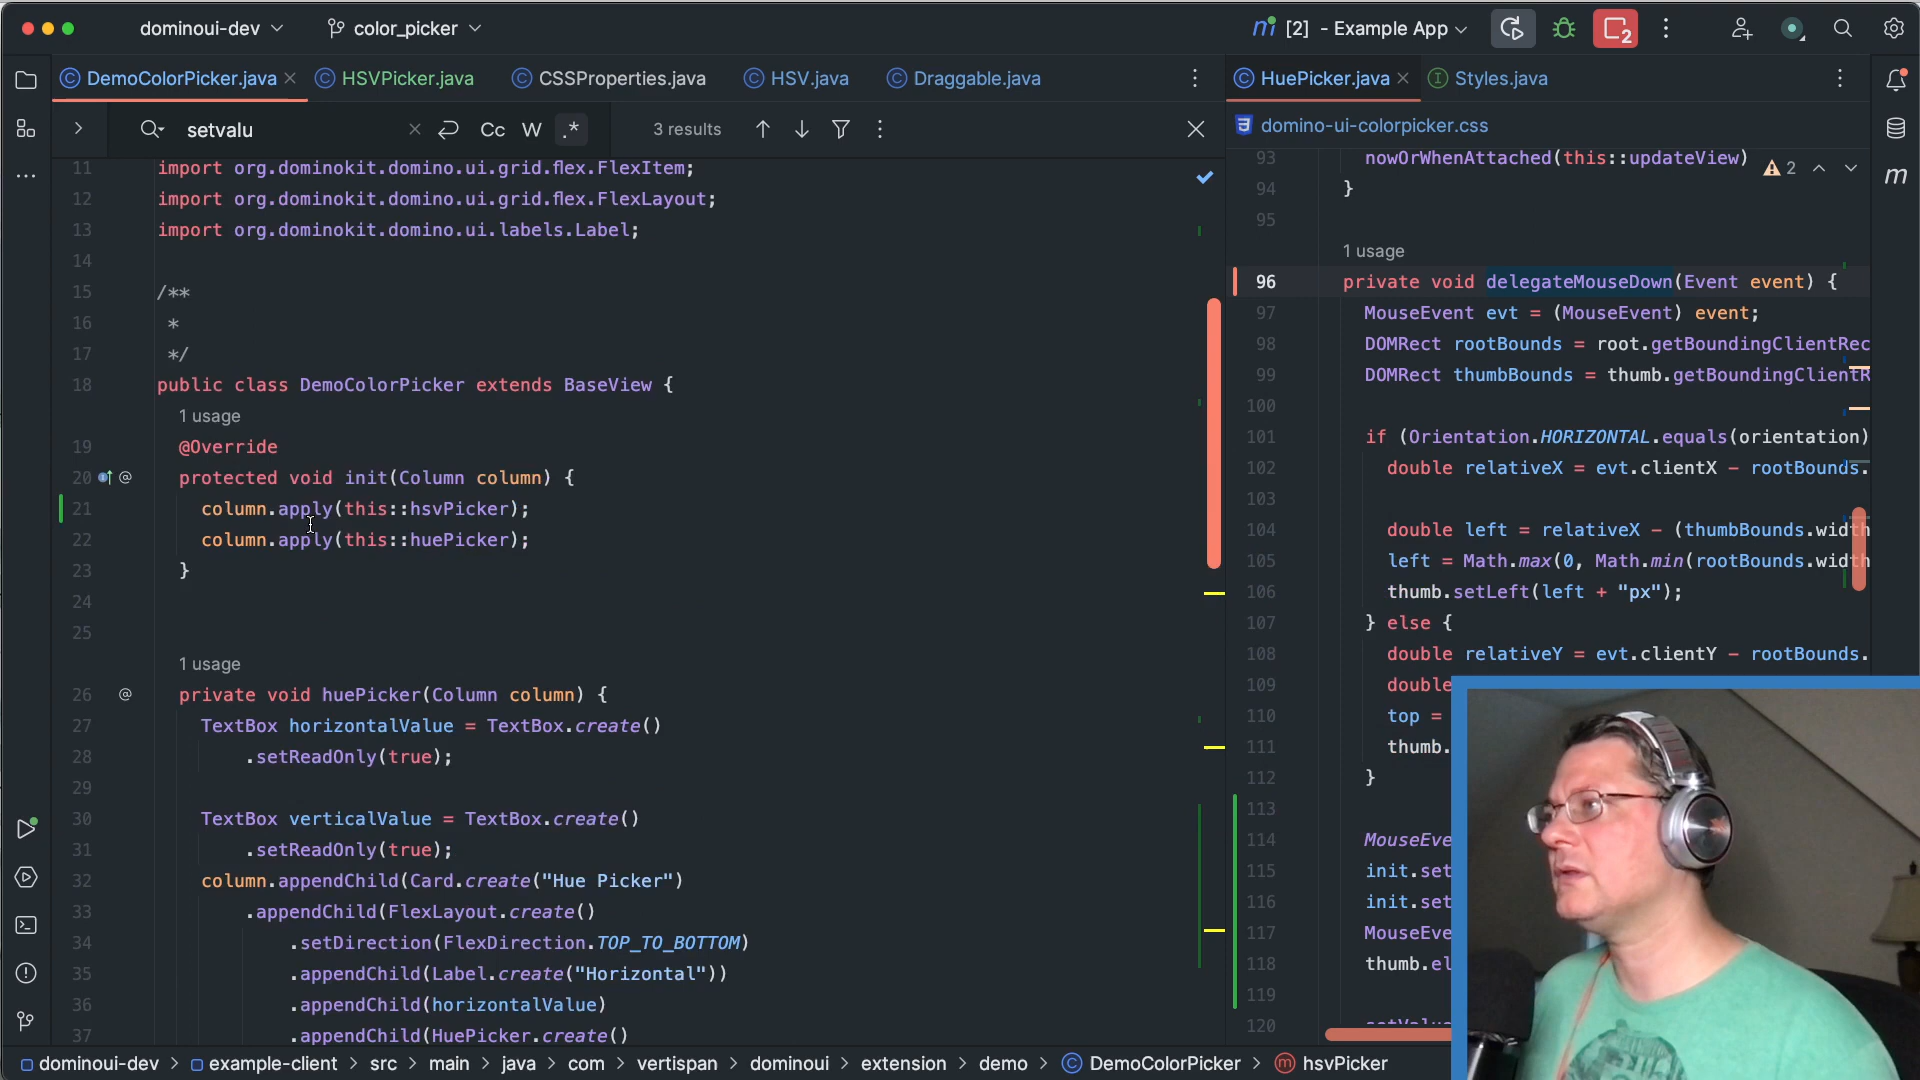 dominoui-dev
color_picker
[2] - Example App
2
DemoColorPicker.java
HSVPicker.java
CSSProperties.java
HSV.java
Draggable.java
HuePicker.java
Styles.java
setvalu
Cc
W
.*
3 results
domino-ui-colorpicker.css
11 import org.dominokit.domino.ui.grid.flex.FlexItem;
12 import org.dominokit.domino.ui.grid.flex.FlexLayout;
13 import org.dominokit.domino.ui.labels.Label;
14
15 /**
16 *
17 */
18 public class DemoColorPicker extends BaseView {
1 usage
19 @Override
20 protected void init(Column column) {
21 column.apply(this::hsvPicker);
22 column.apply(this::huePicker);
23 }
24
25
1 usage
26 private void huePicker(Column column) {
27 TextBox horizontalValue = TextBox.create()
28 .setReadOnly(true);
29
30 TextBox verticalValue = TextBox.create()
31 .setReadOnly(true);
32 column.appendChild(Card.create("Hue Picker")
33 .appendChild(FlexLayout.create()
34 .setDirection(FlexDirection.TOP_TO_BOTTOM)
35 .appendChild(Label.create("Horizontal"))
36 .appendChild(horizontalValue)
37 .appendChild(HuePicker.create()
93 nowOrWhenAttached(this::updateView)
2
94 }
95
1 usage
96 private void delegateMouseDown(Event event) {
97 MouseEvent evt = (MouseEvent) event;
98 DOMRect rootBounds = root.getBoundingClientRec
99 DOMRect thumbBounds = thumb.getBoundingClientR
100
101 if (Orientation.HORIZONTAL.equals(orientation)
102 double relativeX = evt.clientX - rootBounds.
103
104 double left = relativeX - (thumbBounds.width
105 left = Math.max(0, Math.min(rootBounds.width
106 thumb.setLeft(left + "px");
107 } else {
108 double relativeY = evt.clientY - rootBounds.
109 double
110 top =
111 thumb.
112 }
113
114 MouseEve
115 init.set
116 init.set
117 MouseEve
118 thumb.el
119
120
m
dominoui-dev > example-client > src > main > java > com > vertispan > dominoui > extension > demo > DemoColorPicker > hsvPicker